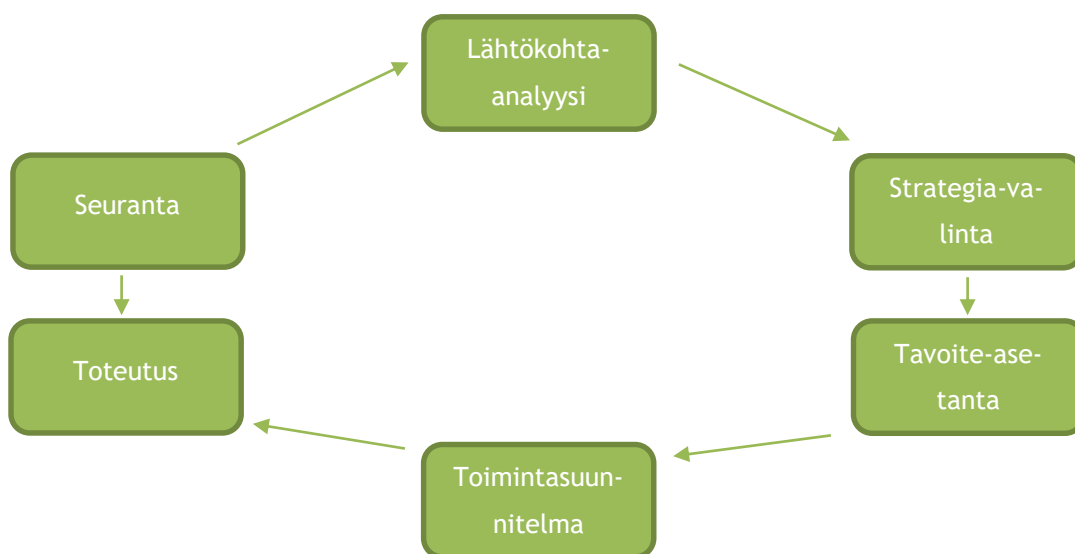 Lähtökohta-
analyysi
Seuranta
Strategia-va-
linta
Toteutus
Tavoite-ase-
tanta
Toimintasuun-
nitelma